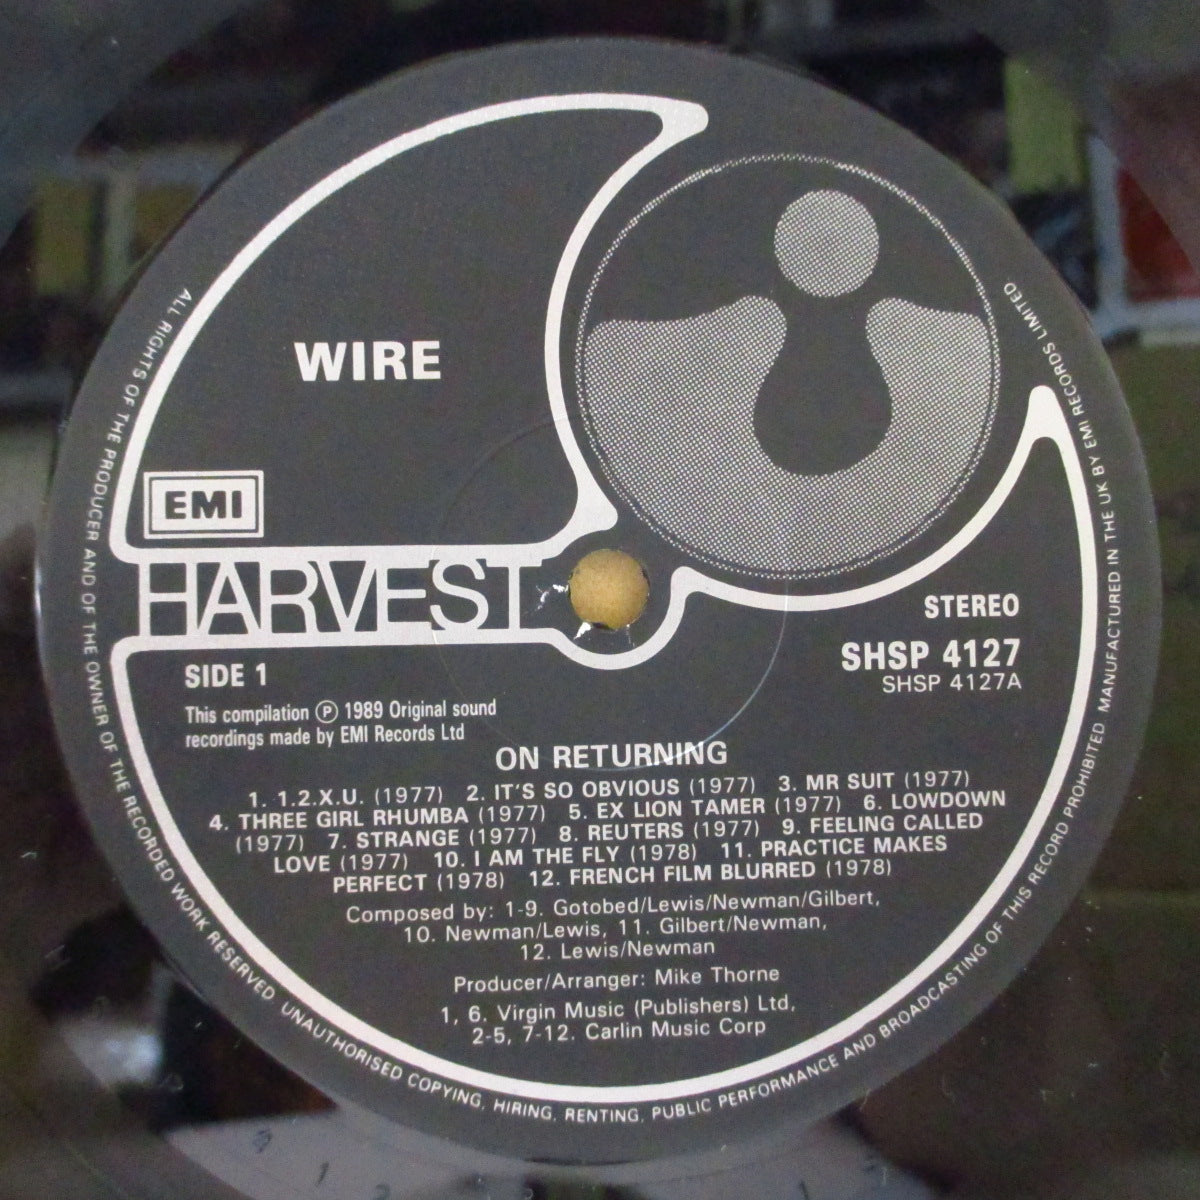 WIRE
EMI
HARVEST
STEREO
SHSP 4127
SHSP 4127A
SIDE 1
This compilation ℗ 1989 Original sound
recordings made by EMI Records Ltd
ON RETURNING
1. 1.2.X.U. (1977) 2. IT'S SO OBVIOUS (1977) 3. MR SUIT (1977)
4. THREE GIRL RHUMBA (1977) 5. EX LION TAMER (1977) 6. LOWDOWN
(1977) 7. STRANGE (1977) 8. REUTERS (1977) 9. FEELING CALLED
LOVE (1977) 10. I AM THE FLY (1978) 11. PRACTICE MAKES
PERFECT (1978) 12. FRENCH FILM BLURRED (1978)
Composed by: 1-9. Gotobed/Lewis/Newman/Gilbert,
10. Newman/Lewis, 11. Gilbert/Newman,
12. Lewis/Newman
Producer/Arranger: Mike Thorne
1, 6. Virgin Music (Publishers) Ltd,
2-5, 7-12. Carlin Music Corp
ALL RIGHTS OF THE PRODUCER AND OF THE OWNER OF THE RECORDED WORK RESERVED. UNAUTHORISED COPYING, HIRING, RENTING, PUBLIC PERFORMANCE AND BROADCASTING OF THIS RECORD PROHIBITED MANUFACTURED IN THE UK BY EMI RECORDS LIMITED